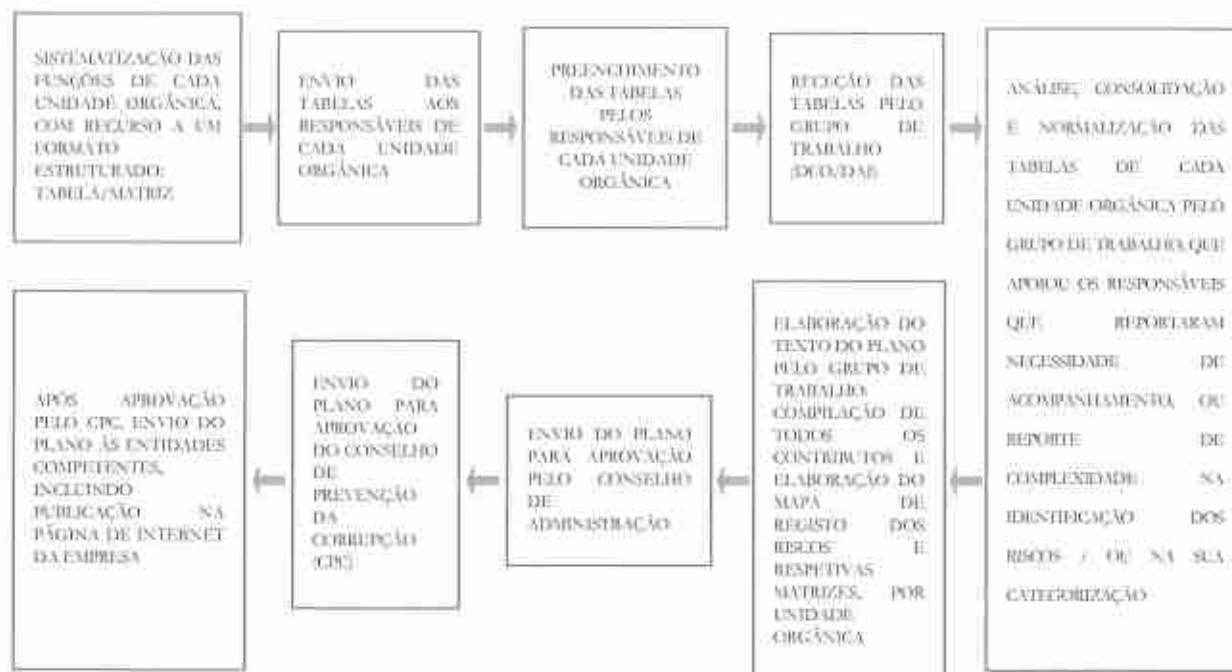 SISTEMATIZAÇÃO DAS
FUNÇÕES DE CADA
UNIDADE ORGÂNICA,
COM RECURSO A UM
FORMATO
ESTRUTURADO:
TABELA/MATRIZ
ENVIO DAS
TABELAS AOS
RESPONSÁVEIS DE
CADA UNIDADE
ORGÂNICA
PREENCHIMENTO
DAS TABELAS
PELOS
RESPONSÁVEIS DE
CADA UNIDADE
ORGÂNICA
RECEÇÃO DAS
TABELAS PELO
GRUPO DE
TRABALHO
ANÁLISE, CONSOLIDAÇÃO
E NORMALIZAÇÃO DAS
TABELAS DE CADA
UNIDADE ORGÂNICA PELO
GRUPO DE TRABALHO, QUE
APOIOU OS RESPONSÁVEIS
QUE REPORTARAM
NECESSIDADE DE
ACOMPANHAMENTO, OU
REPORTE DE
COMPLEXIDADE NA
IDENTIFICAÇÃO DOS
RISCOS / OU NA SUA
CATEGORIZAÇÃO
ELABORAÇÃO DO
TEXTO DO PLANO
PELO GRUPO DE
TRABALHO:
COMPILAÇÃO DE
TODOS OS
CONTRIBUTOS E
ELABORAÇÃO DO
MAPA DE
REGISTO DOS
RISCOS E
RESPETIVAS
MATRIZES, POR
UNIDADE
ORGÂNICA
ENVIO DO PLANO
PARA APROVAÇÃO
PELO CONSELHO
DE
ADMINISTRAÇÃO
ENVIO DO
PLANO PARA
APROVAÇÃO
DO CONSELHO
DE
PREVENÇÃO
DA
CORRUPÇÃO
(CPC)
APÓS APROVAÇÃO
PELO CPC, ENVIO DO
PLANO ÀS ENTIDADES
COMPETENTES,
INCLUINDO
PUBLICAÇÃO NA
PÁGINA DE INTERNET
DA EMPRESA